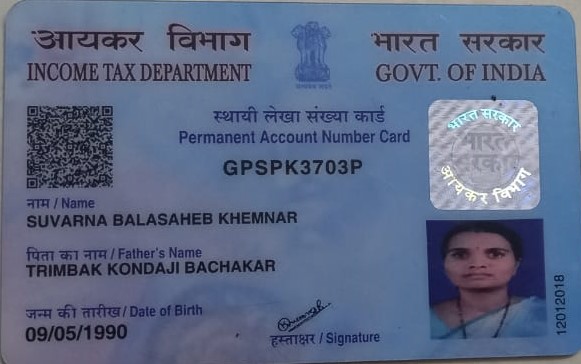 आयकर विभाग
INCOME TAX DEPARTMENT
भारत सरकार
GOVT. OF INDIA
स्थायी लेखा संख्या कार्ड
Permanent Account Number Card
GPSPK3703P
भारत सरकार
भारत
सरकार
आयकर विभाग
नाम / Name
SUVARNA BALASAHEB KHEMNAR
पिता का नाम / Father's Name
TRIMBAK KONDAJI BACHAKAR
जन्म की तारीख / Date of Birth
09/05/1990
हस्ताक्षर / Signature
12012018